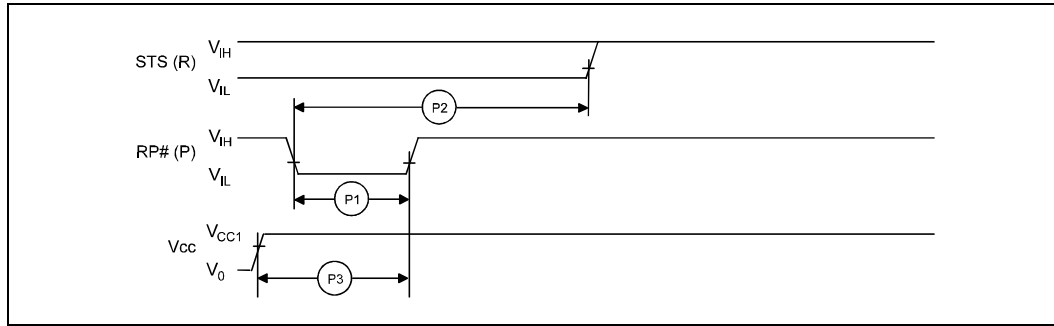 STS (R)
VIH
VIL
P2
RP# (P)
VIH
VIL
P1
Vcc
VCC1
V0
P3